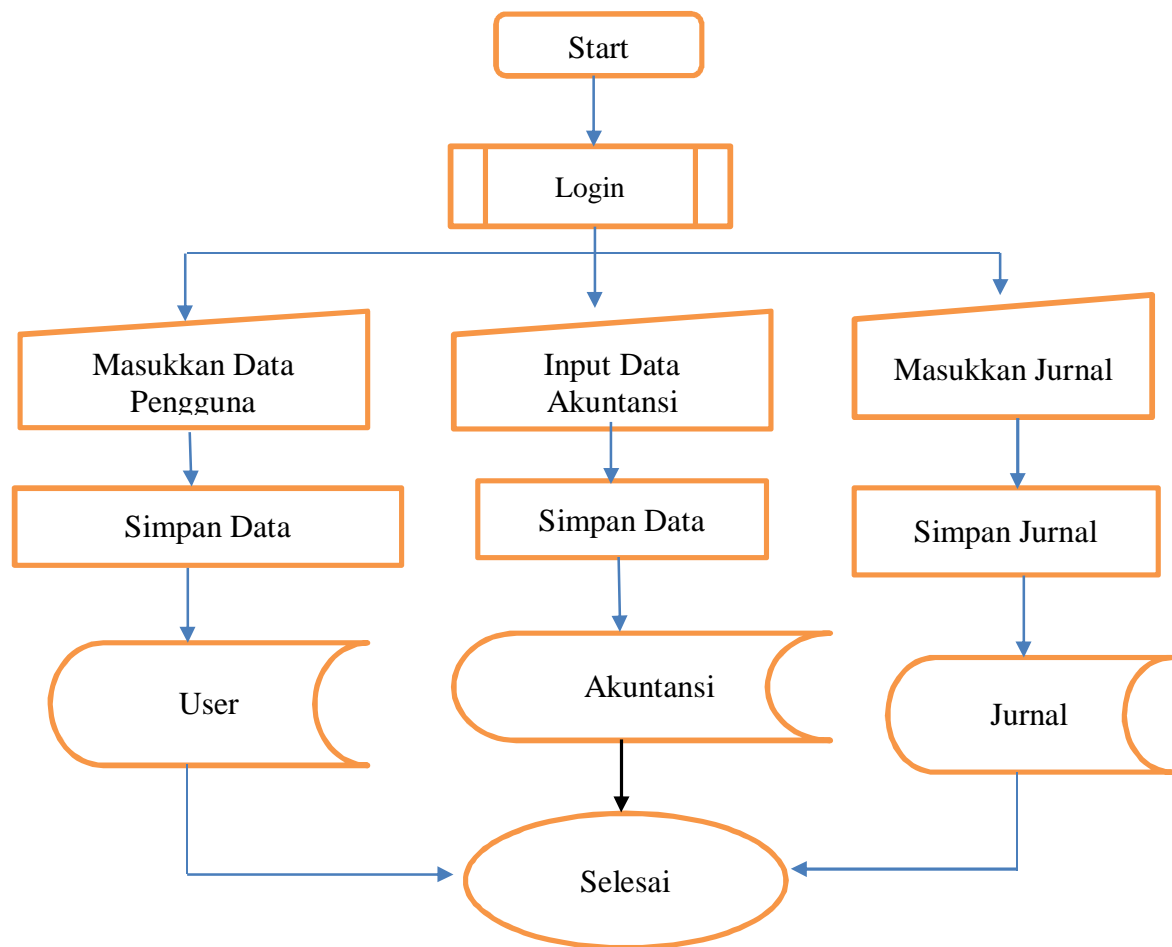 Start
Login
Masukkan Data
Pengguna
Input Data
Akuntansi
Masukkan Jurnal
Simpan Data
Simpan Data
Simpan Jurnal
User
Akuntansi
Jurnal
Selesai